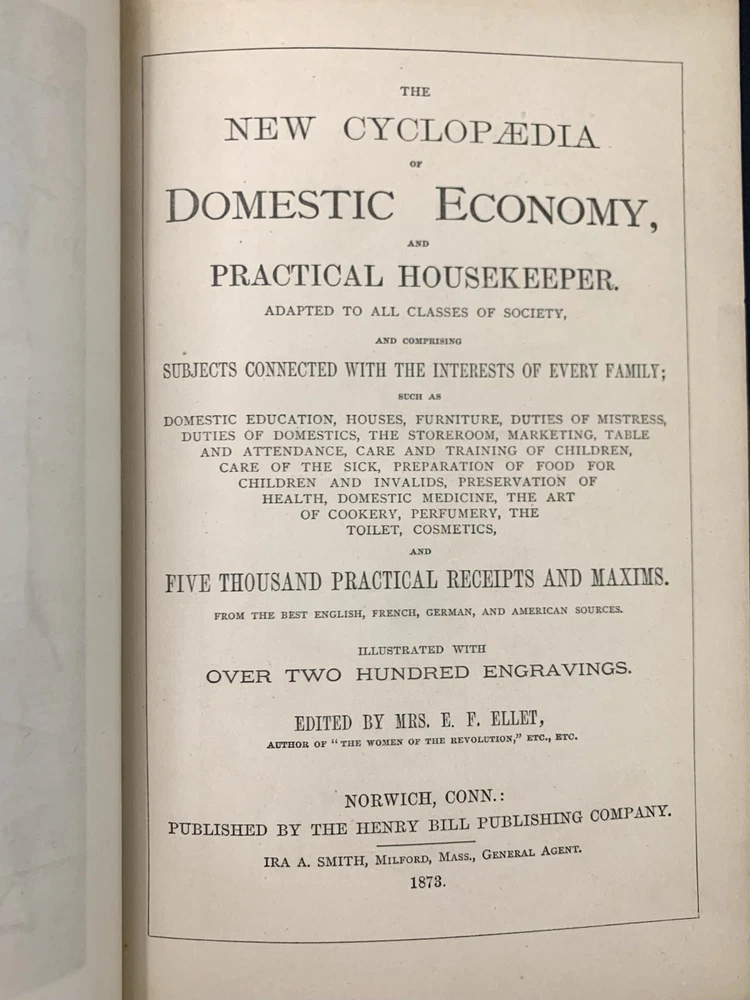 THE
NEW CYCLOPÆDIA
OF
DOMESTIC ECONOMY,
AND
PRACTICAL HOUSEKEEPER.
ADAPTED TO ALL CLASSES OF SOCIETY,
AND COMPRISING
SUBJECTS CONNECTED WITH THE INTERESTS OF EVERY FAMILY;
SUCH AS
DOMESTIC EDUCATION, HOUSES, FURNITURE, DUTIES OF MISTRESS,
DUTIES OF DOMESTICS, THE STOREROOM, MARKETING, TABLE
AND ATTENDANCE, CARE AND TRAINING OF CHILDREN,
CARE OF THE SICK, PREPARATION OF FOOD FOR
CHILDREN AND INVALIDS, PRESERVATION OF
HEALTH, DOMESTIC MEDICINE, THE ART
OF COOKERY, PERFUMERY, THE
TOILET, COSMETICS,
AND
FIVE THOUSAND PRACTICAL RECEIPTS AND MAXIMS.
FROM THE BEST ENGLISH, FRENCH, GERMAN, AND AMERICAN SOURCES.
ILLUSTRATED WITH
OVER TWO HUNDRED ENGRAVINGS.
EDITED BY MRS. E. F. ELLET,
AUTHOR OF "THE WOMEN OF THE REVOLUTION," ETC., ETC.
NORWICH, CONN.:
PUBLISHED BY THE HENRY BILL PUBLISHING COMPANY.
IRA A. SMITH, MILFORD, MASS., GENERAL AGENT.
1873.